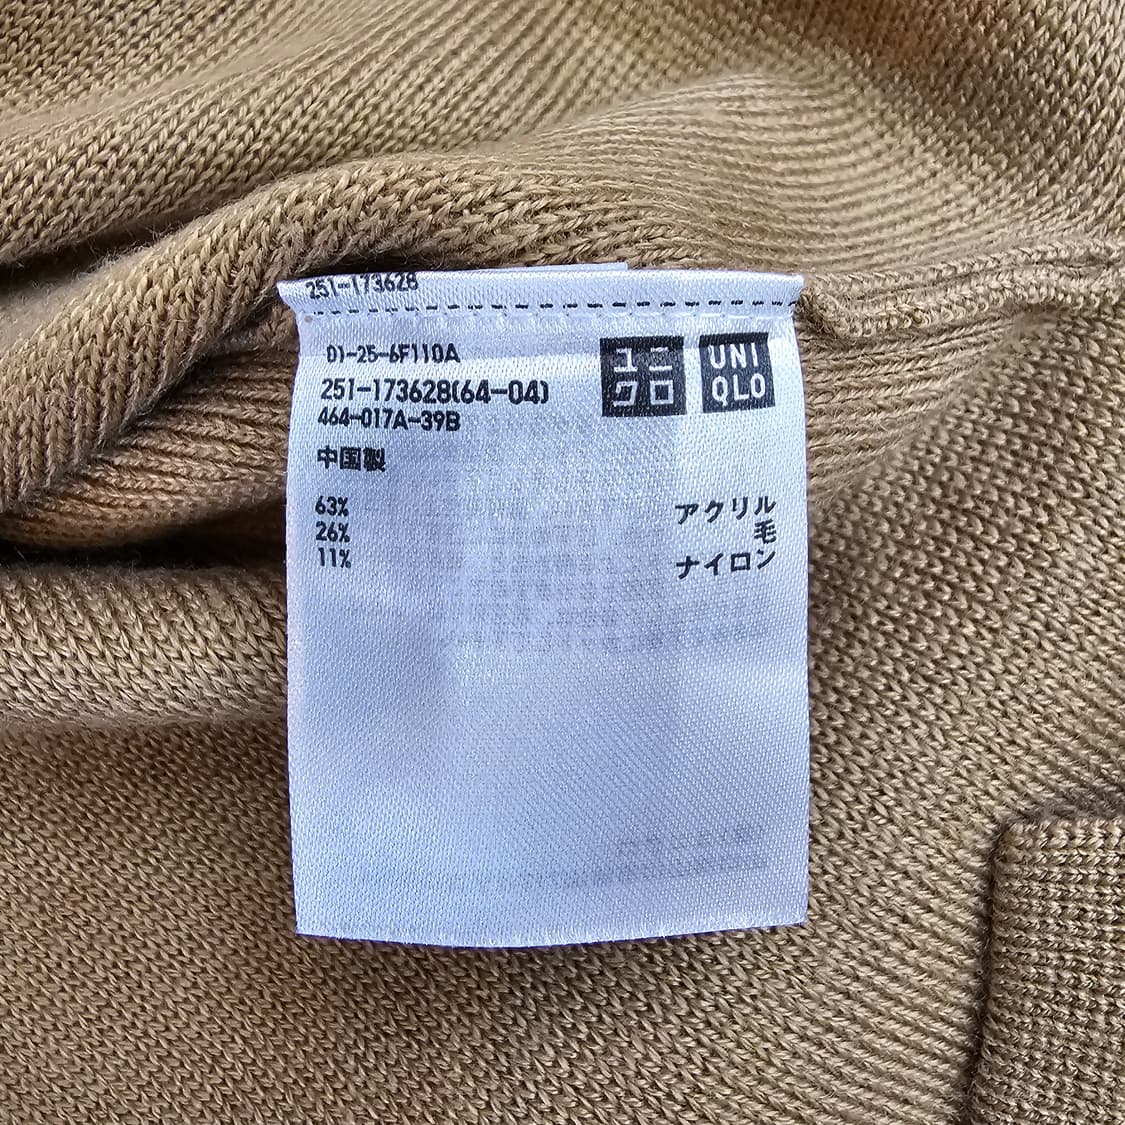 251-173628
01-25-6F110A
251-173628(64-04)
464-017A-39B
ユニ
クロ
UNI
QLO
中国製
63% アクリル
26% 毛
11% ナイロン